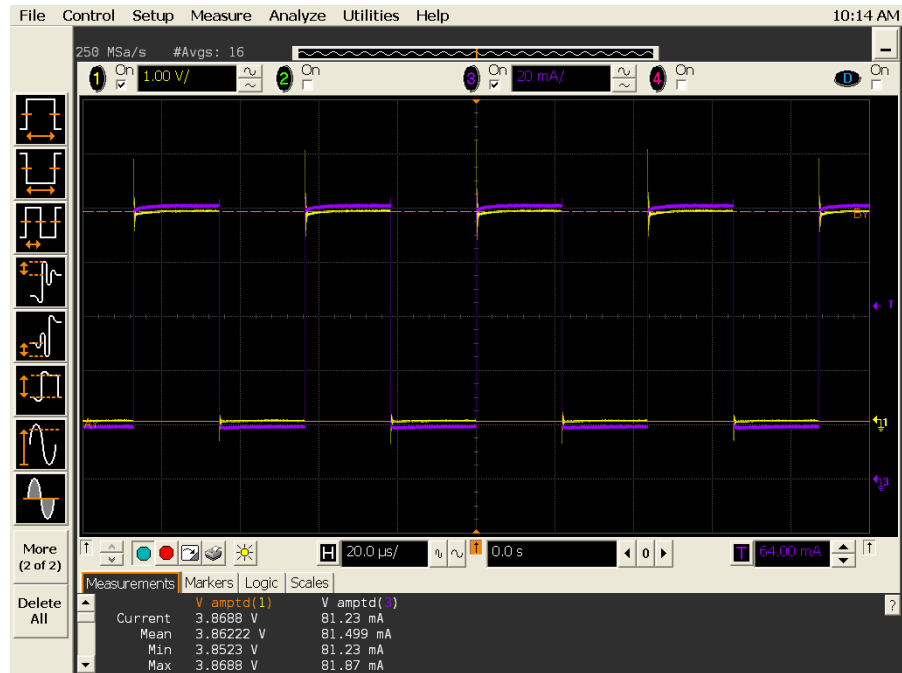 File Control Setup Measure Analyze Utilities Help 10:14 AM
250 MSa/s #Avgs: 16
1 On 1.00 V/ 2 On 3 On 20 mA/ 4 On D On
T
1
3
More
(2 of 2)
Delete
All
H 20.0 µs/ T 0.0 s 0 T 64.00 mA
Measurements Markers Logic Scales
V amptd(1) V amptd(3)
Current 3.8688 V 81.23 mA
Mean 3.86222 V 81.499 mA
Min 3.8523 V 81.23 mA
Max 3.8688 V 81.87 mA
?